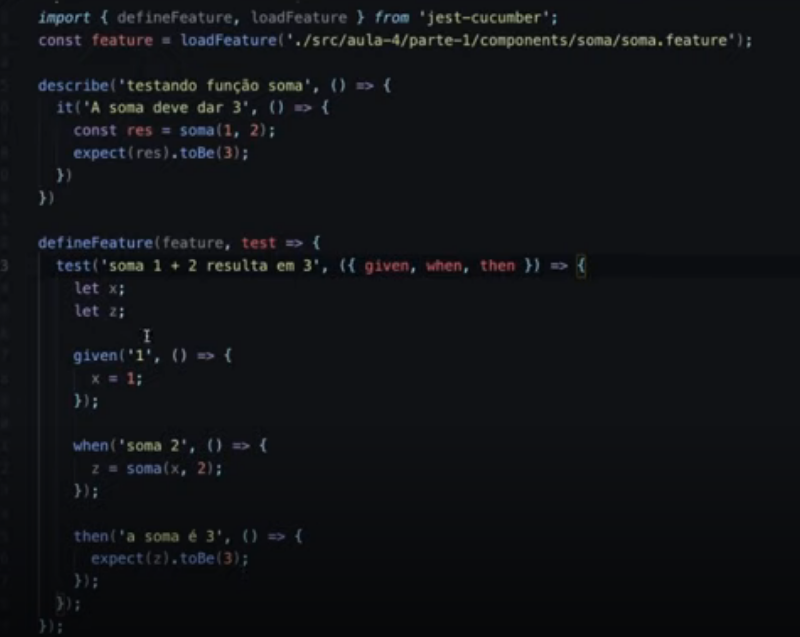 import { defineFeature, loadFeature } from 'jest-cucumber';
const feature = loadFeature('./src/aula-4/parte-1/components/soma/soma.feature');
describe('testando função soma', () => {
it('A soma deve dar 3', () => {
const res = soma(1, 2);
expect(res).toBe(3);
})
})
defineFeature(feature, test => {
test('soma 1 + 2 resulta em 3', ({ given, when, then }) => {
let x;
let z;
given('1', () => {
x = 1;
});
when('soma 2', () => {
z = soma(x, 2);
});
then('a soma é 3', () => {
expect(z).toBe(3);
});
});
});